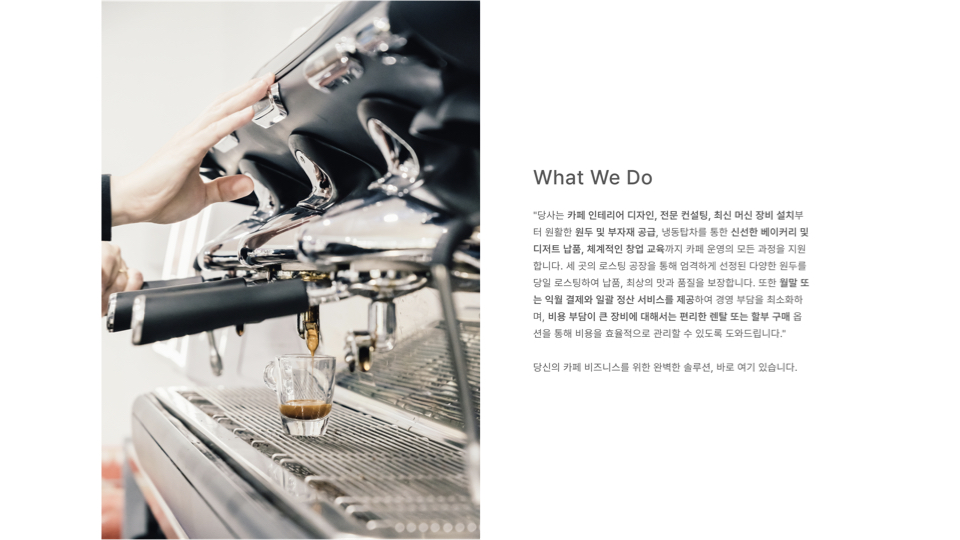 What We Do
"당사는 카페 인테리어 디자인, 전문 컨설팅, 최신 머신 장비 설치부
터 원활한 원두 및 부자재 공급, 냉동탑차를 통한 신선한 베이커리 및
디저트 납품, 체계적인 창업 교육까지 카페 운영의 모든 과정을 지원
합니다. 세 곳의 로스팅 공장을 통해 엄격하게 선정된 다양한 원두를
당일 로스팅하여 납품, 최상의 맛과 품질을 보장합니다. 또한 월말 또
는 익월 결제와 일괄 정산 서비스를 제공하여 경영 부담을 최소화하
며, 비용 부담이 큰 장비에 대해서는 편리한 렌탈 또는 할부 구매 옵
션을 통해 비용을 효율적으로 관리할 수 있도록 도와드립니다."
당신의 카페 비즈니스를 위한 완벽한 솔루션, 바로 여기 있습니다.